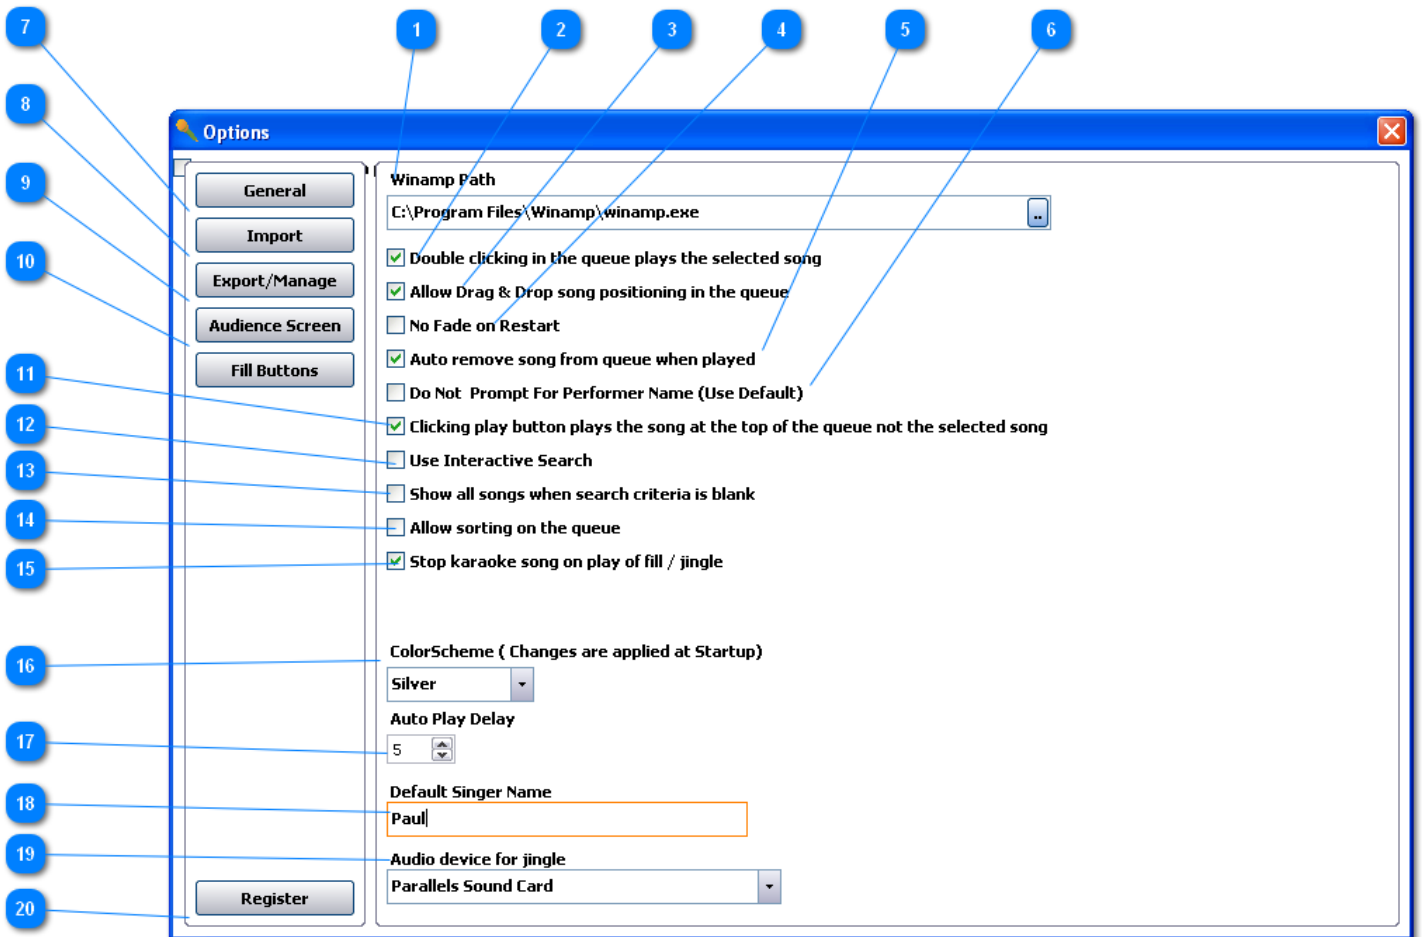 7
1
2
3
4
5
6
8
9
10
11
12
13
14
15
16
17
18
19
20
Options
General
Import
Export/Manage
Audience Screen
Fill Buttons
Register
Winamp Path
C:\Program Files\Winamp\winamp.exe
..
Double clicking in the queue plays the selected song
Allow Drag & Drop song positioning in the queue
No Fade on Restart
Auto remove song from queue when played
Do Not  Prompt For Performer Name (Use Default)
Clicking play button plays the song at the top of the queue not the selected song
Use Interactive Search
Show all songs when search criteria is blank
Allow sorting on the queue
Stop karaoke song on play of fill / jingle
ColorScheme ( Changes are applied at Startup)
Silver
Auto Play Delay
5
Default Singer Name
Paul
Audio device for jingle
Parallels Sound Card